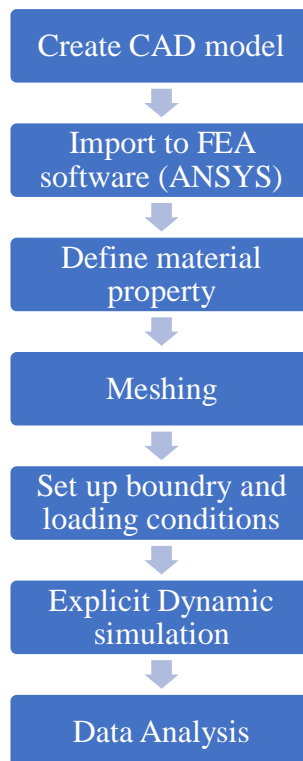 Create CAD model
Import to FEA
software (ANSYS)
Define material
property
Meshing
Set up boundry and
loading conditions
Explicit Dynamic
simulation
Data Analysis